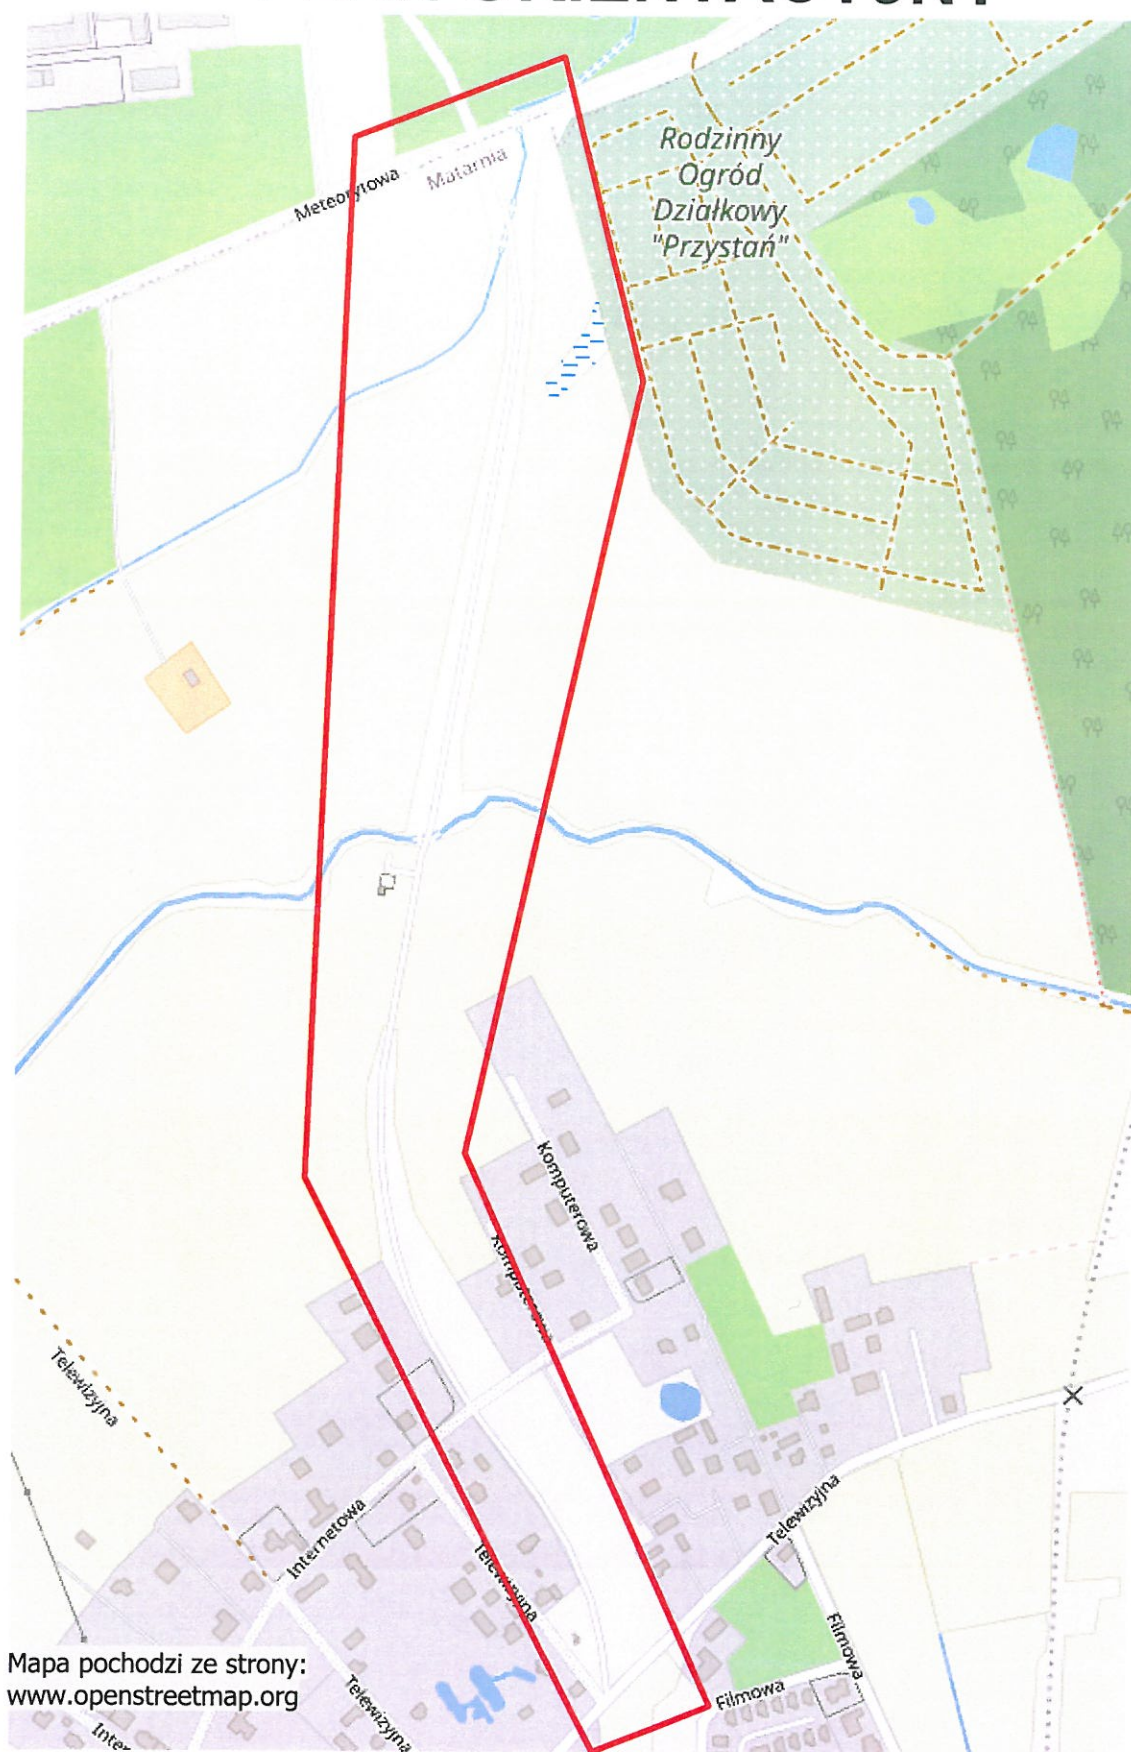 Meteorytowa
Matarnia
Rodzinny
Ogród
Działkowy
"Przystań"
Komputerowa
Komputerowa
Telewizyjna
Internetowa
Telewizyjna
Telewizyjna
Filmowa
Filmowa
Telewizyjna
Mapa pochodzi ze strony:
www.openstreetmap.org